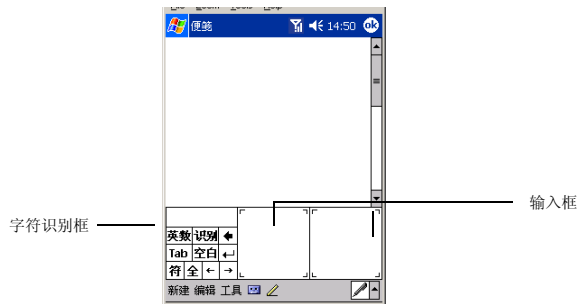 便笺 14:50 ok
输入框
字符识别框
英数 识别
Tab 空白
符 全 ← →
新建 编辑 工具